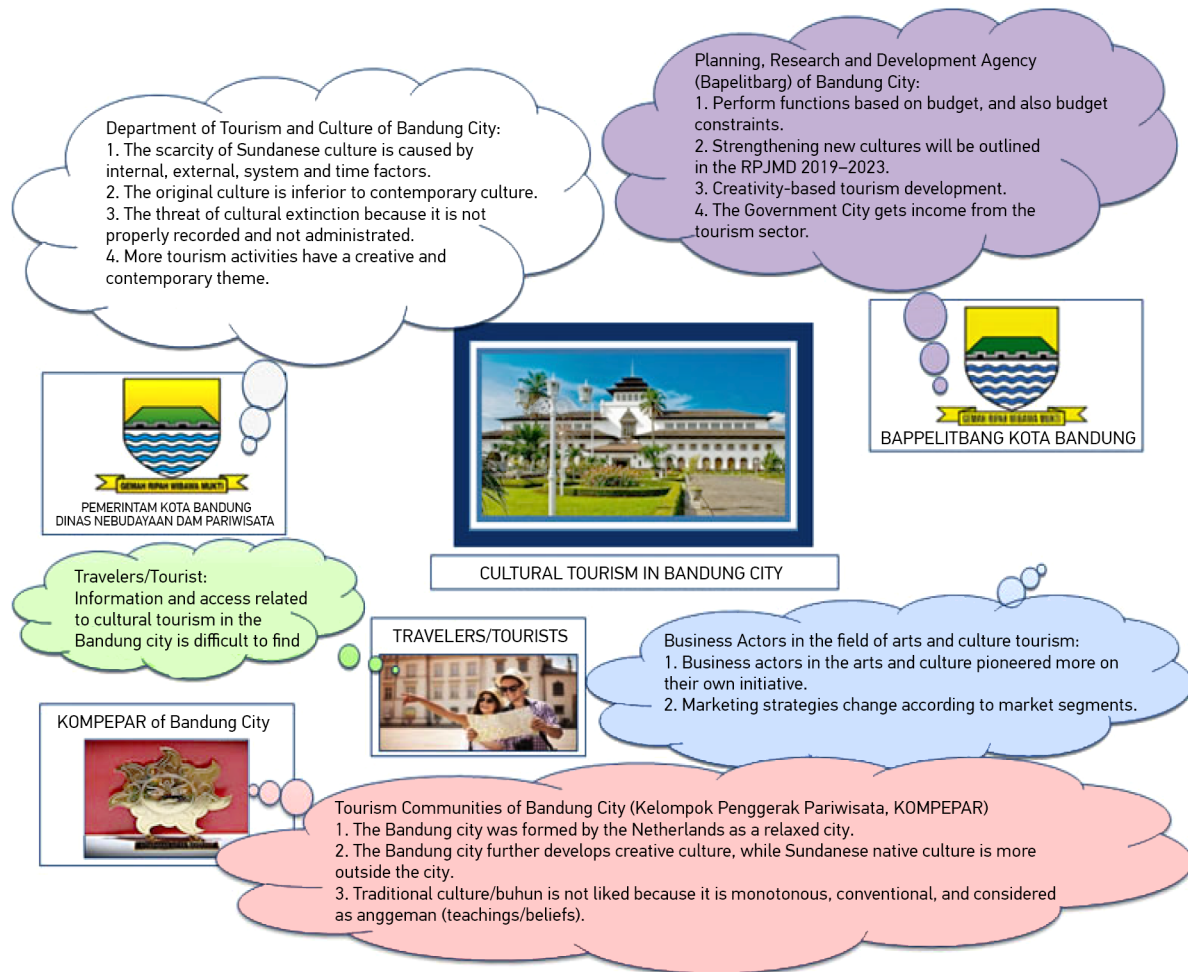 Department of Tourism and Culture of Bandung City:
1. The scarcity of Sundanese culture is caused by
internal, external, system and time factors.
2. The original culture is inferior to contemporary culture.
3. The threat of cultural extinction because it is not
properly recorded and not administrated.
4. More tourism activities have a creative and
contemporary theme.
Planning, Research and Development Agency
(Bapelitbarg) of Bandung City:
1. Perform functions based on budget, and also budget
constraints.
2. Strengthening new cultures will be outlined
in the RPJMD 2019–2023.
3. Creativity-based tourism development.
4. The Government City gets income from the
tourism sector.
GEMAH RIPAH WIBAWA MUKTI
PEMERINTAM KOTA BANDUNG
DINAS NEBUDAYAAN DAM PARIWISATA
GEMAH RIPAH WIBAWA MUKTI
BAPPELITBANG KOTA BANDUNG
CULTURAL TOURISM IN BANDUNG CITY
Travelers/Tourist:
Information and access related
to cultural tourism in the
Bandung city is difficult to find
TRAVELERS/TOURISTS
Business Actors in the field of arts and culture tourism:
1. Business actors in the arts and culture pioneered more on
their own initiative.
2. Marketing strategies change according to market segments.
KOMPEPAR of Bandung City
Tourism Communities of Bandung City (Kelompok Penggerak Pariwisata, KOMPEPAR)
1. The Bandung city was formed by the Netherlands as a relaxed city.
2. The Bandung city further develops creative culture, while Sundanese native culture is more
outside the city.
3. Traditional culture/buhun is not liked because it is monotonous, conventional, and considered
as anggeman (teachings/beliefs).